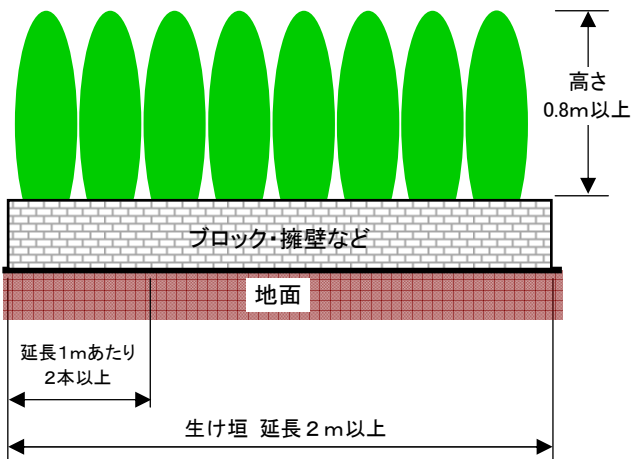 高さ
0.8ｍ以上
ブロック・擁壁など
地面
延長１ｍあたり
２本以上
生け垣 延長２ｍ以上